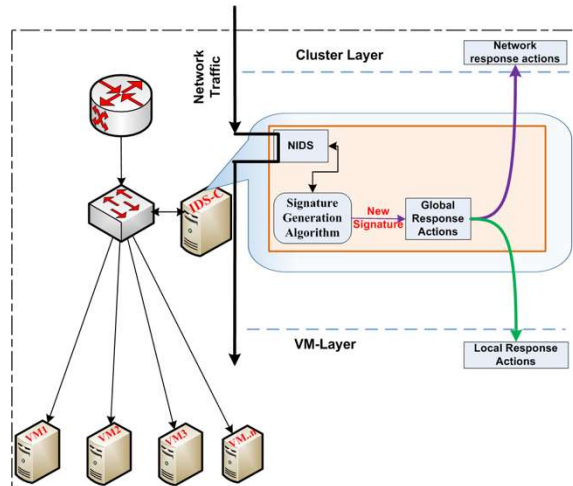 Network
Traffic
Cluster Layer
Network
response actions
NIDS
IDS-C
Signature
Generation
Algorithm
New
Signature
Global
Response
Actions
VM-Layer
Local Response
Actions
VM1
VM2
VM3
VM..n